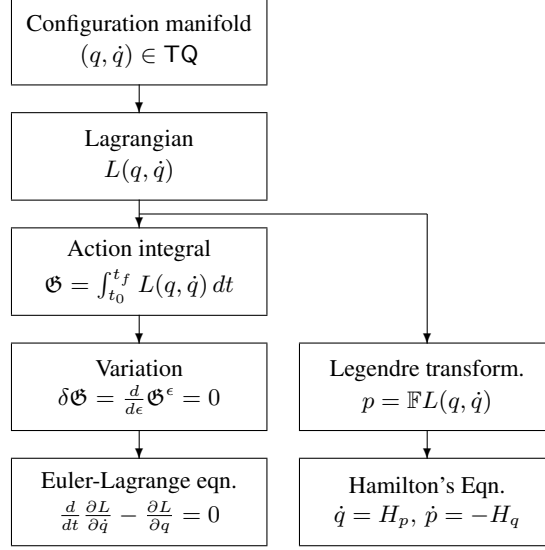 Configuration manifold
(q, q̇) ∈ TQ
Lagrangian
L(q, q̇)
Action integral
𝔊 = ∫_{t_0}^{t_f} L(q, q̇) dt
Variation
δ𝔊 = d/dϵ 𝔊^ϵ = 0
Euler-Lagrange eqn.
d/dt ∂L/∂q̇ − ∂L/∂q = 0
Legendre transform.
p = 𝔽L(q, q̇)
Hamilton's Eqn.
q̇ = H_p, ṗ = −H_q